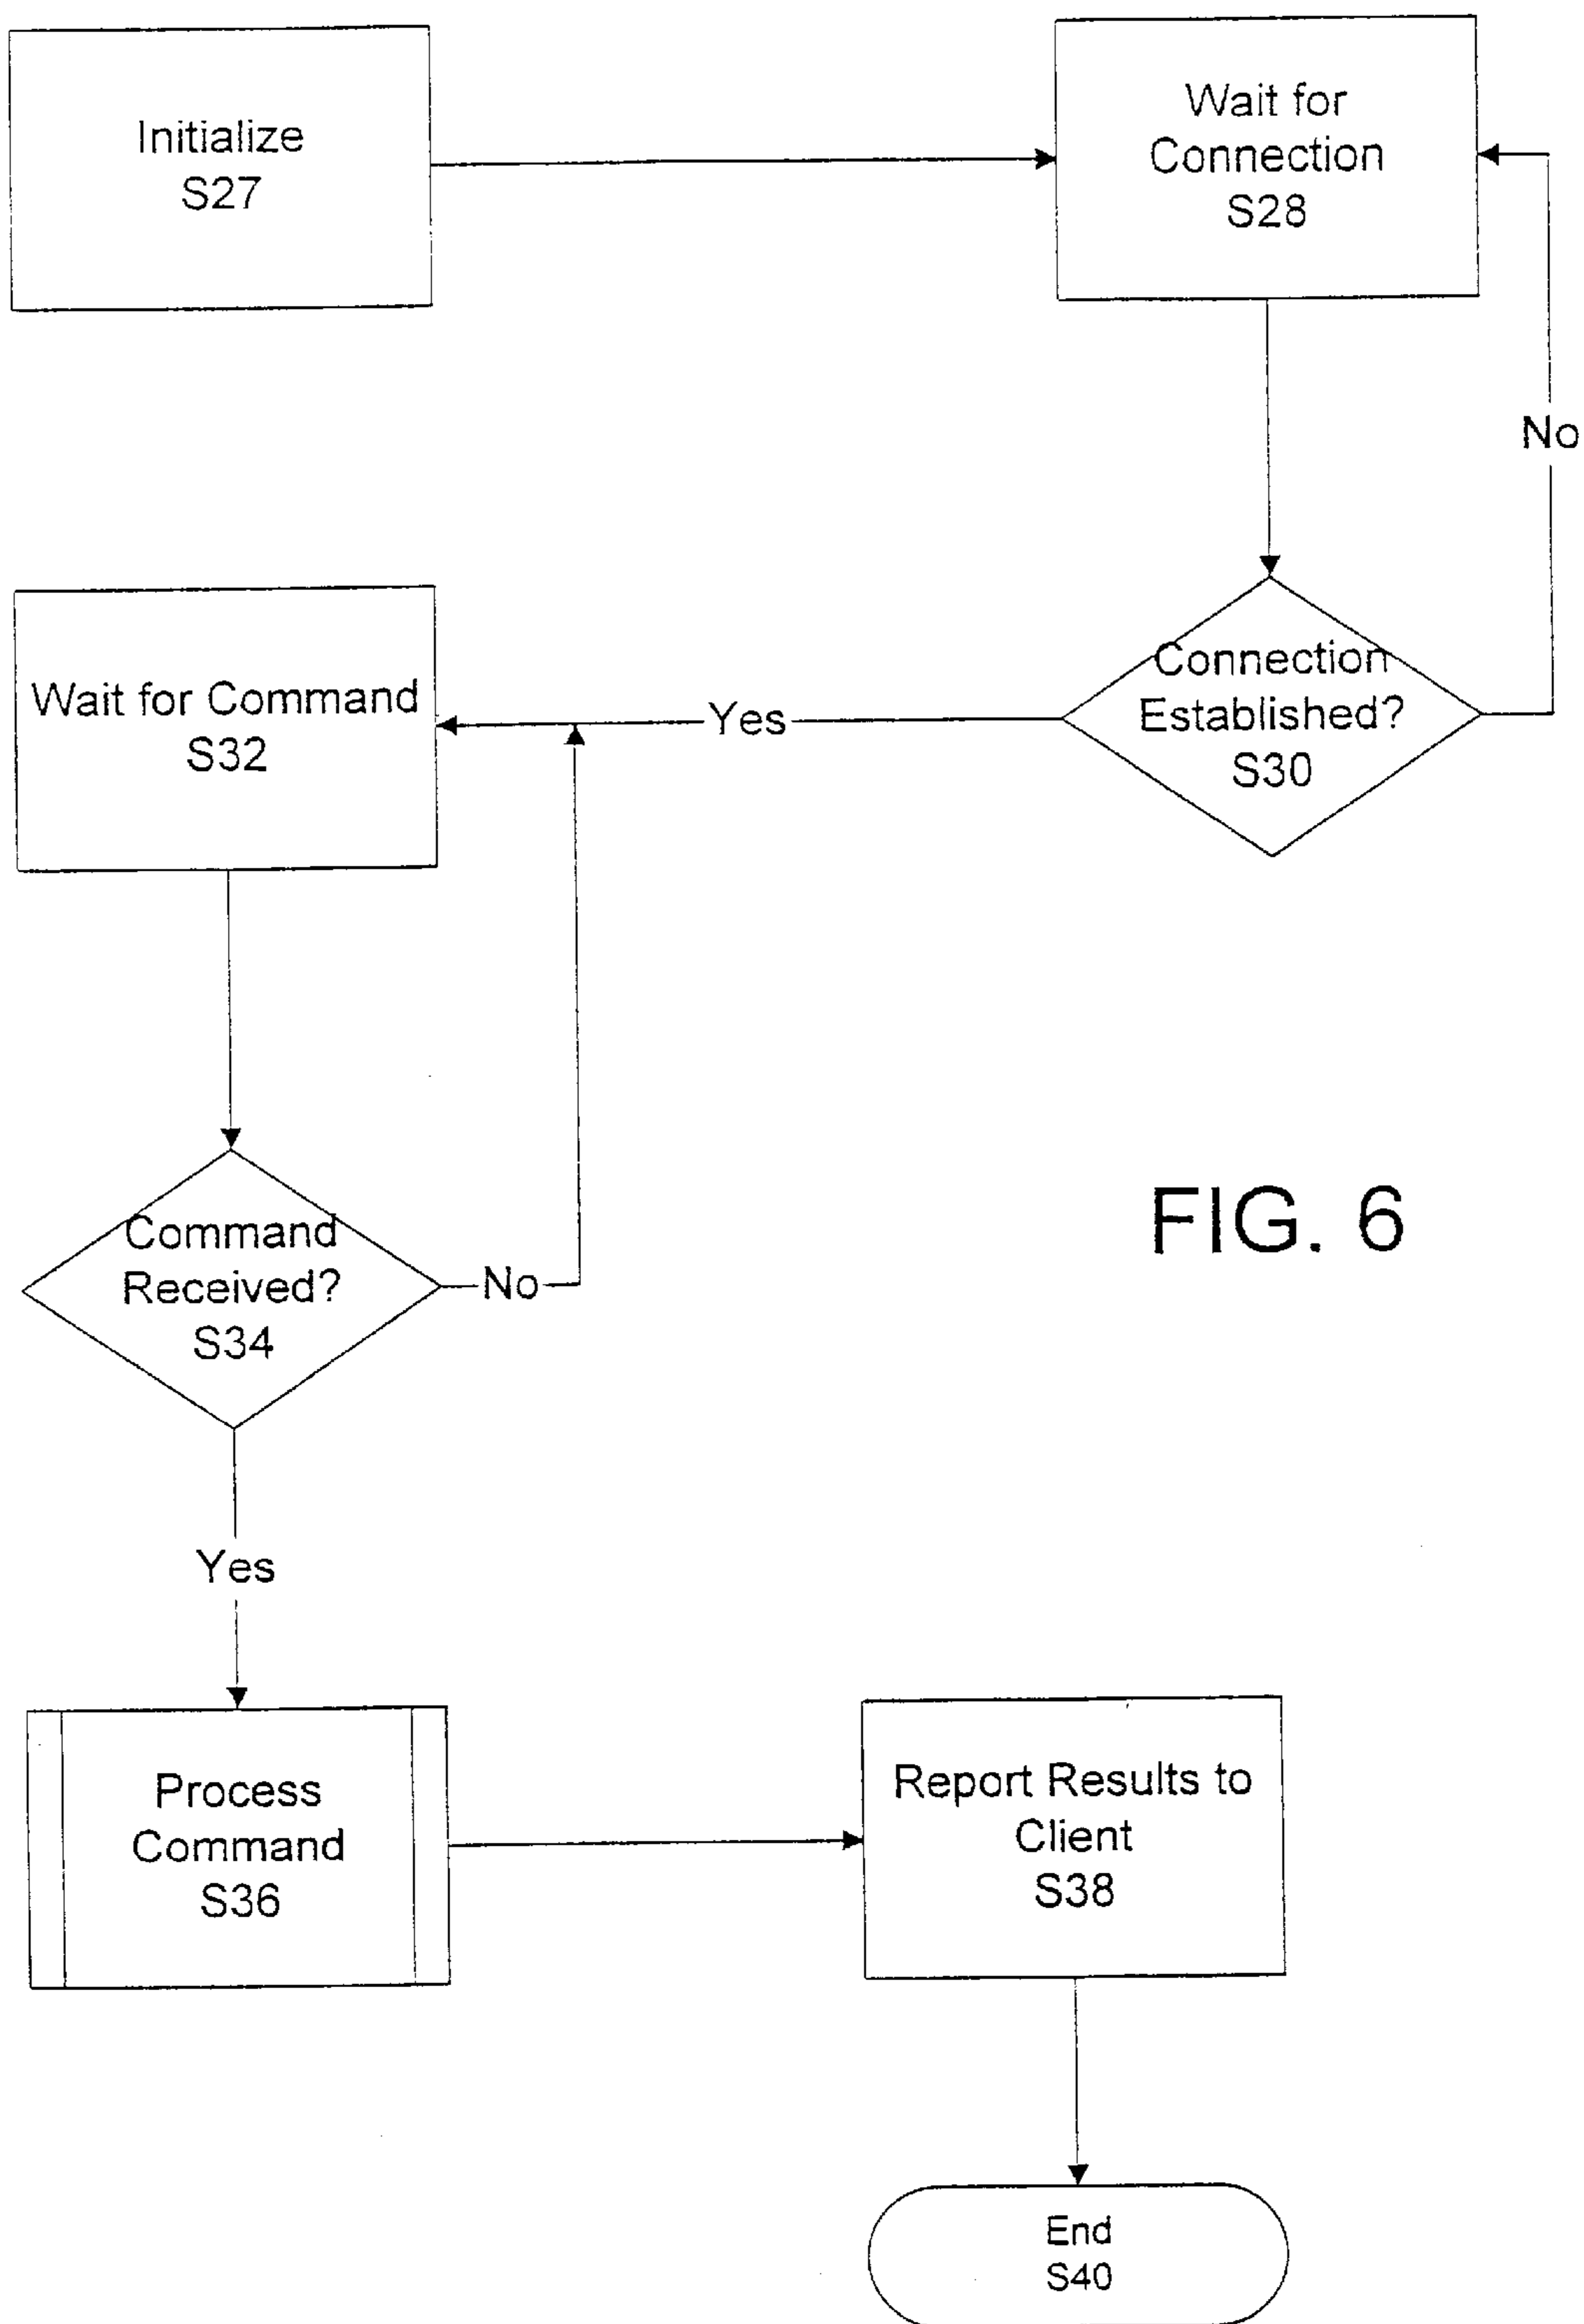 Initialize
S27
Wait for
Connection
S28
No
Connection
Established?
S30
Yes
Wait for Command
S32
Command
Received?
S34
No
FIG. 6
Yes
Process
Command
S36
Report Results to
Client
S38
End
S40